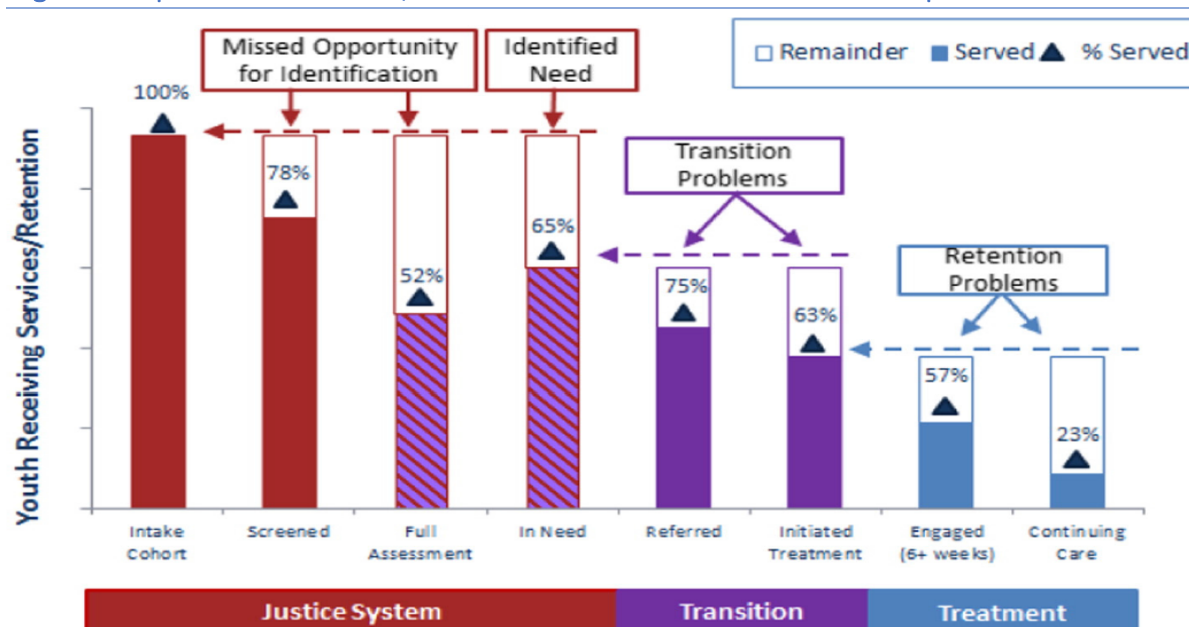 Missed Opportunity
for Identification
Identified
Need
Remainder Served % Served
100%
78%
52%
65%
Transition
Problems
75%
63%
Retention
Problems
57%
23%
Youth Receiving Services/Retention
Intake
Cohort
Screened
Full
Assessment
In Need
Referred
Initiated
Treatment
Engaged
(6+ weeks)
Continuing
Care
Justice System
Transition
Treatment